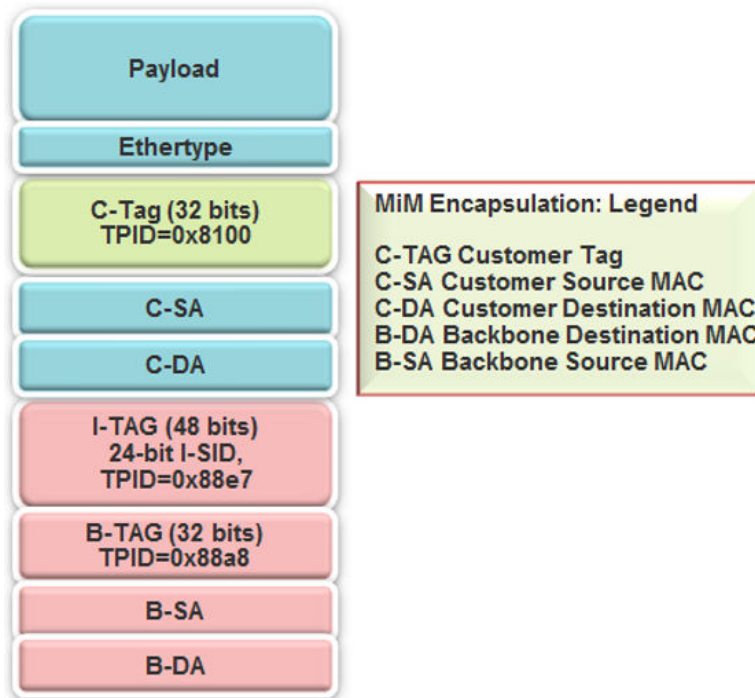 Payload
Ethertype
C-Tag (32 bits)
TPID=0x8100
C-SA
C-DA
I-TAG (48 bits)
24-bit I-SID,
TPID=0x88e7
B-TAG (32 bits)
TPID=0x88a8
B-SA
B-DA
MiM Encapsulation: Legend
C-TAG Customer Tag
C-SA Customer Source MAC
C-DA Customer Destination MAC
B-DA Backbone Destination MAC
B-SA Backbone Source MAC